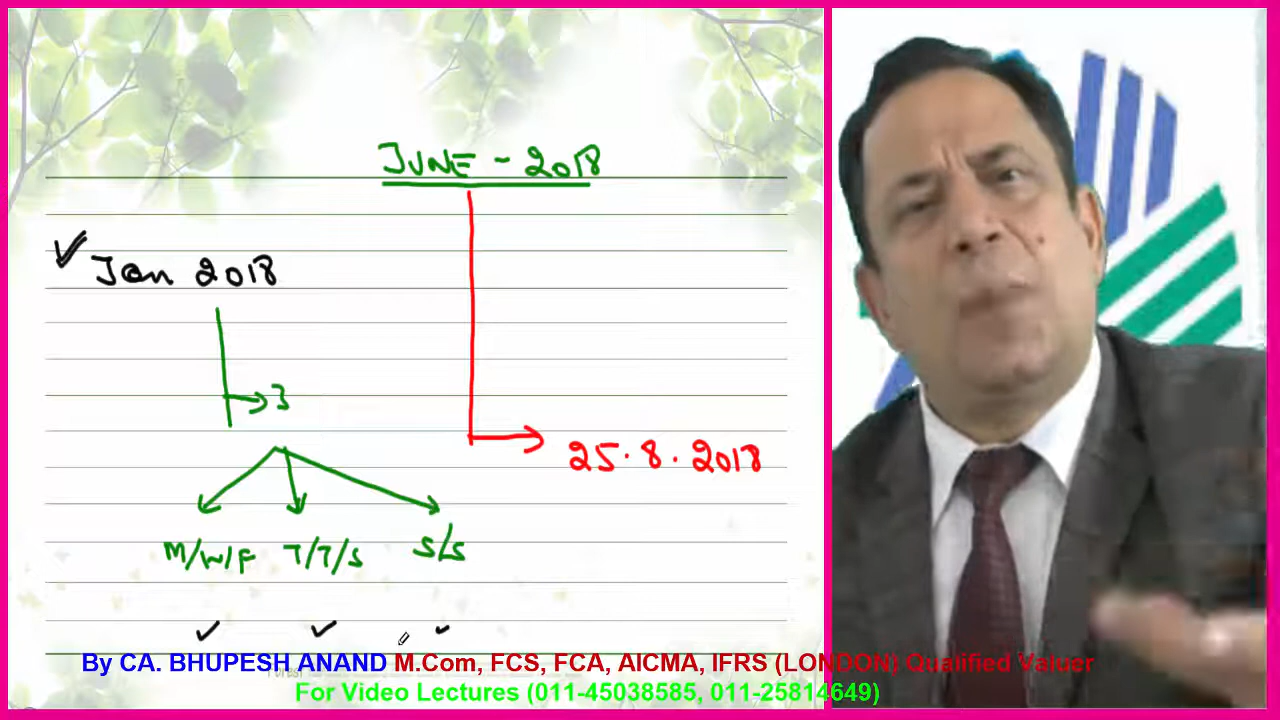 JUNE - 2018
Jan 2018
3
25.8.2018
M/W/F T/T/S S/S
By CA. BHUPESH ANAND M.Com, FCS, FCA, AICMA, IFRS (LONDON) Qualified Valuer
For Video Lectures (011-45038585, 011-25814649)